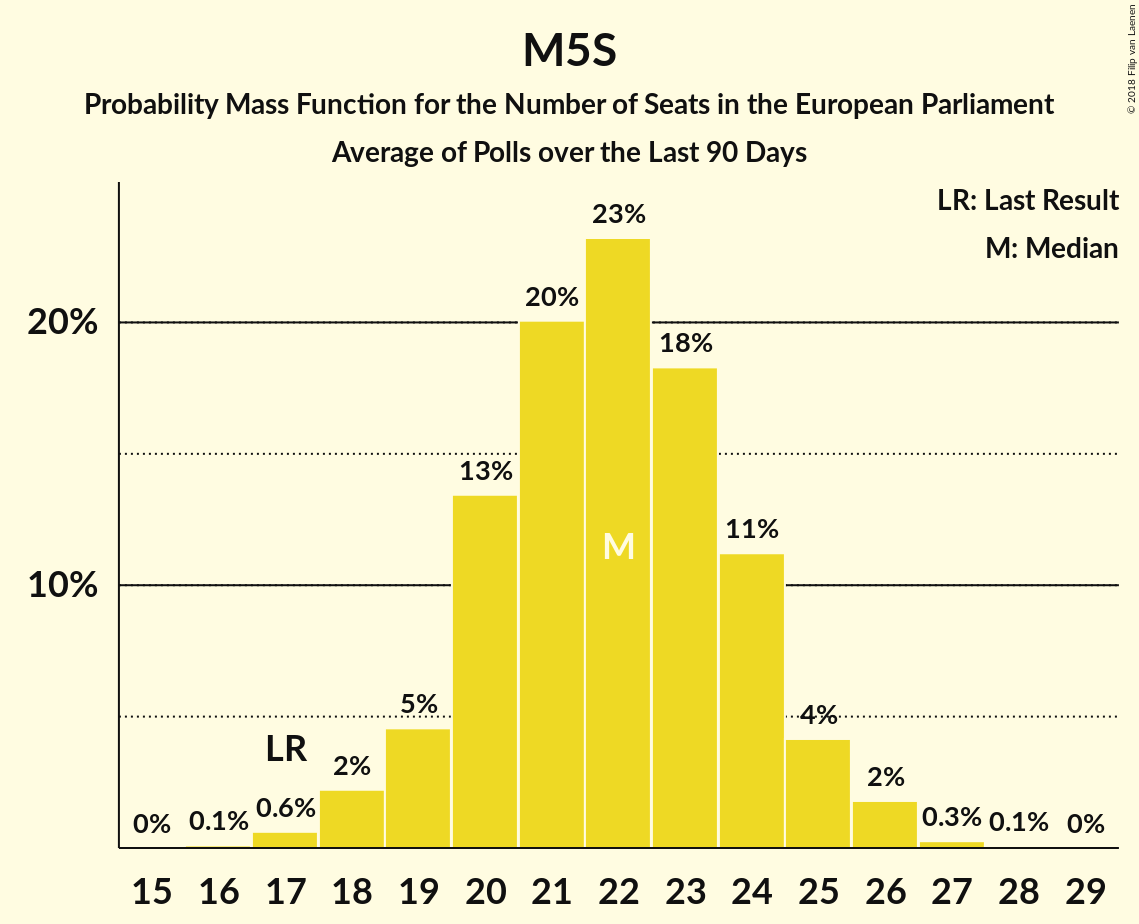 M5S
Probability Mass Function for the Number of Seats in the European Parliament
Average of Polls over the Last 90 Days
© 2018 Filip van Laenen
LR: Last Result
M: Median
23%
20%
20%
18%
13%
M
11%
10%
5%
4%
LR
2%
2%
0% 0.1% 0.6% 0.3% 0.1% 0%
15 16 17 18 19 20 21 22 23 24 25 26 27 28 29